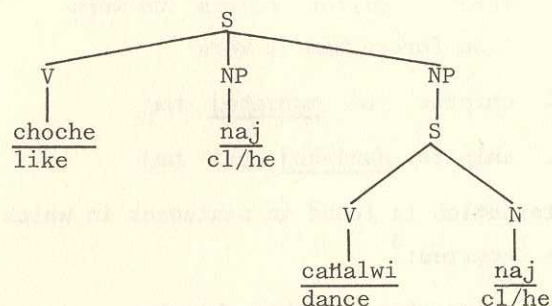 S
V NP NP
choche naj S
like cl/he
V N
cañalwi naj
dance cl/he